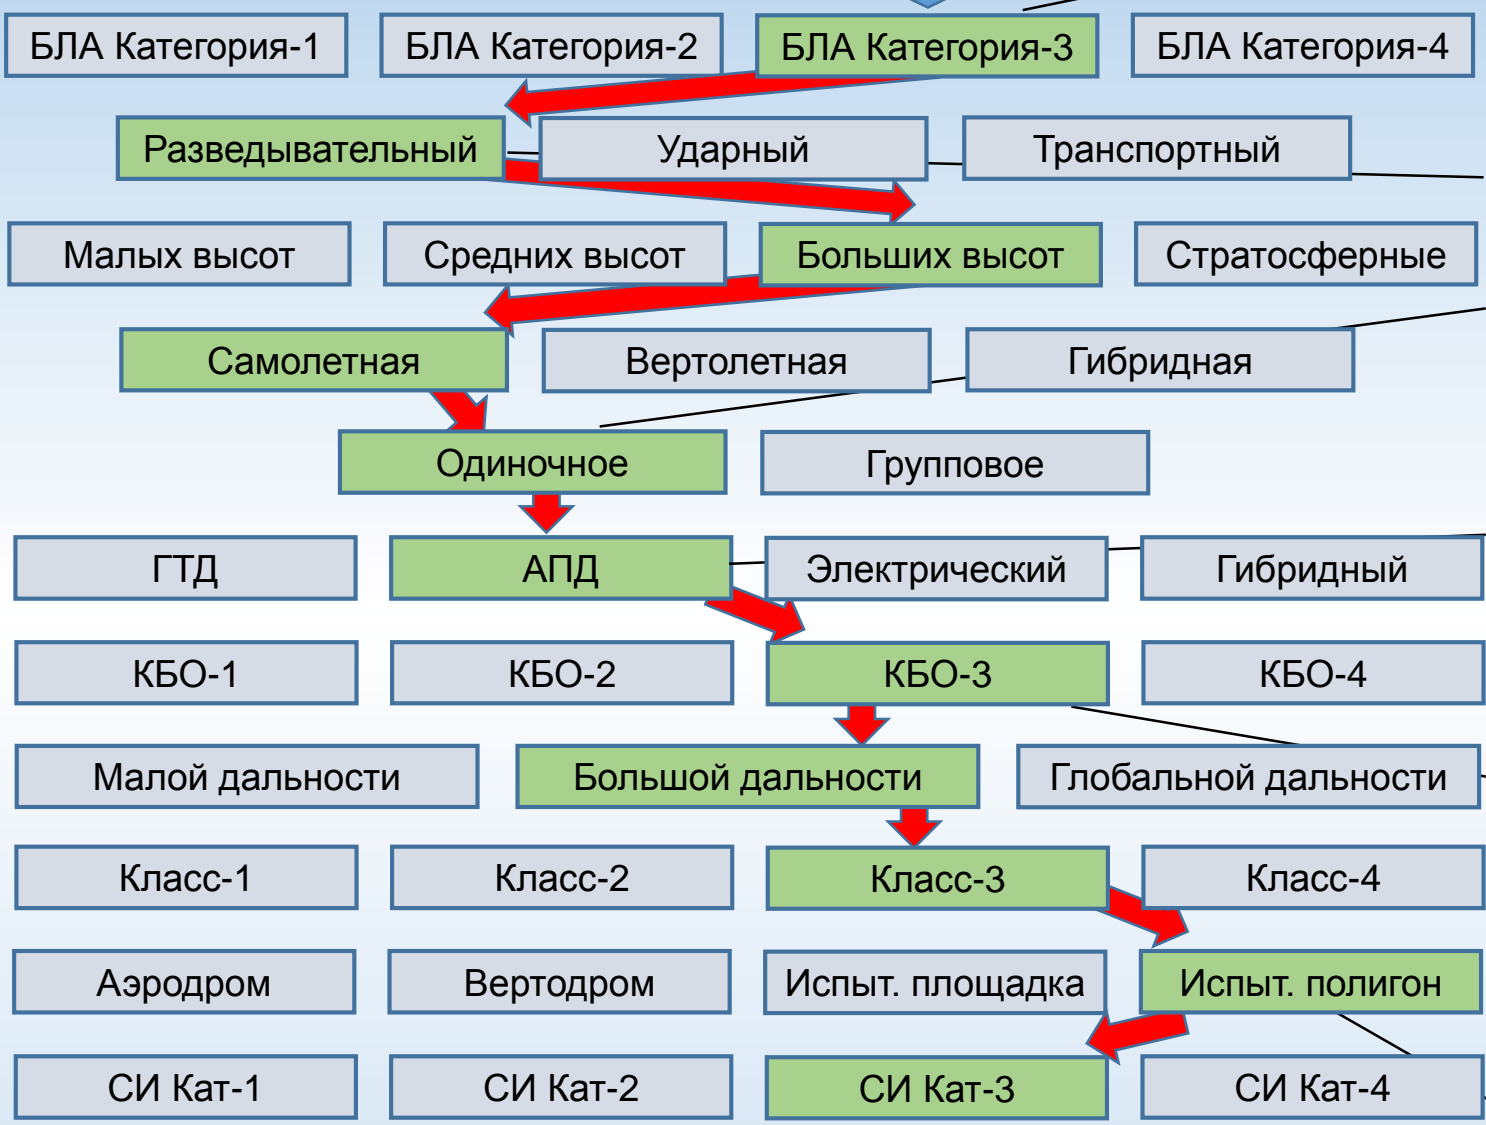 БЛА Категория-1
БЛА Категория-2
БЛА Категория-3
БЛА Категория-4
Разведывательный
Ударный
Транспортный
Малых высот
Средних высот
Больших высот
Стратосферные
Самолетная
Вертолетная
Гибридная
Одиночное
Групповое
ГТД
АПД
Электрический
Гибридный
КБО-1
КБО-2
КБО-3
КБО-4
Малой дальности
Большой дальности
Глобальной дальности
Класс-1
Класс-2
Класс-3
Класс-4
Аэродром
Вертодром
Испыт. площадка
Испыт. полигон
СИ Кат-1
СИ Кат-2
СИ Кат-3
СИ Кат-4